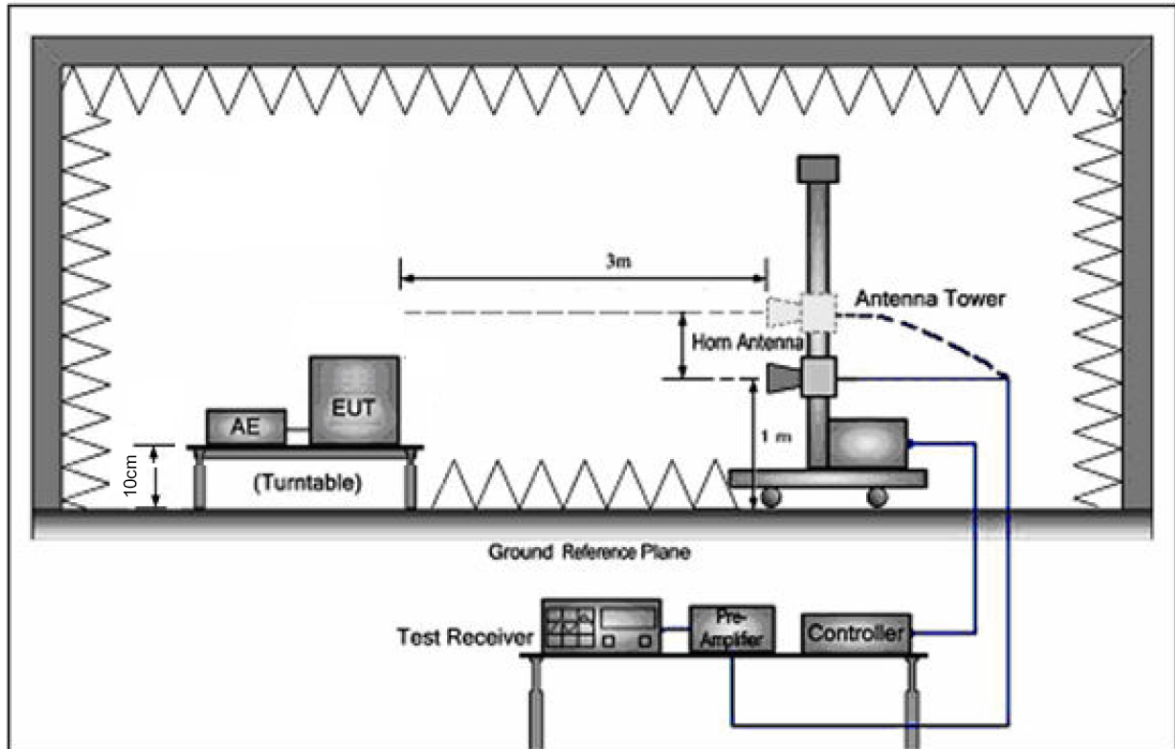 3m
Antenna Tower
Horn Antenna
EUT
AE
1 m
10cm
(Turntable)
Ground Reference Plane
Test Receiver
Pre-
Amplifier
Controller